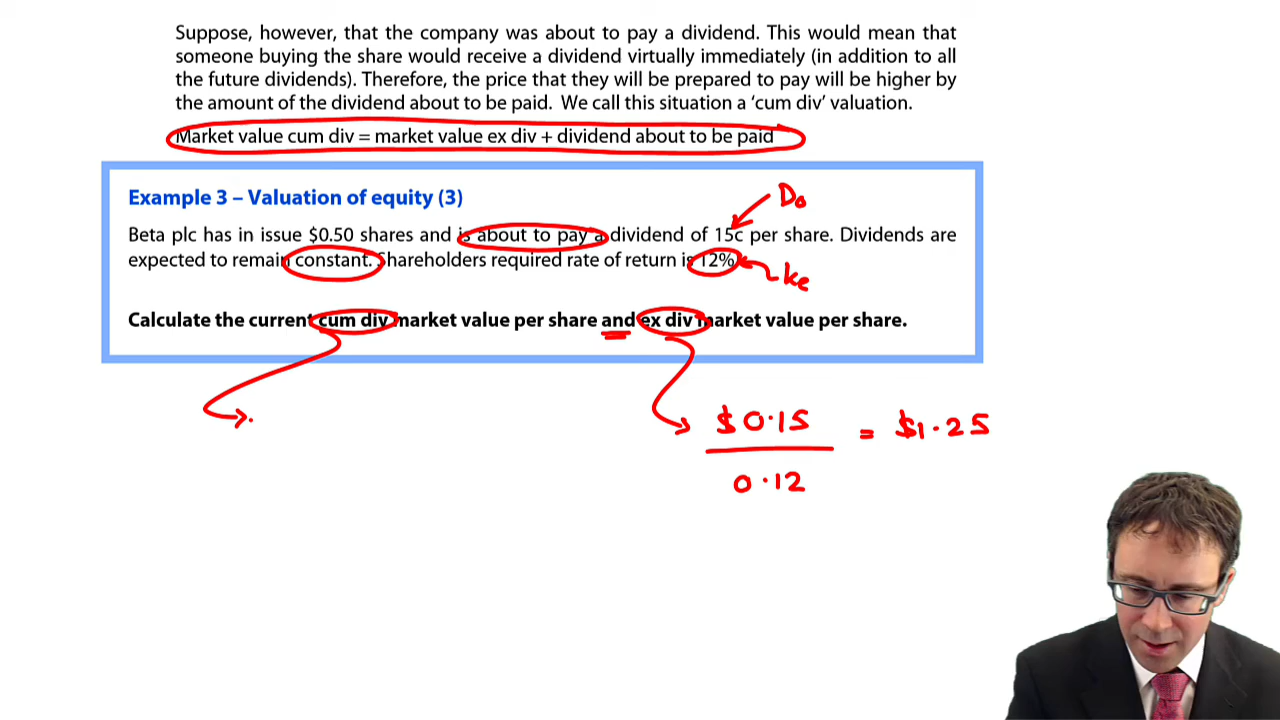 Suppose, however, that the company was about to pay a dividend. This would mean that
someone buying the share would receive a dividend virtually immediately (in addition to all
the future dividends). Therefore, the price that they will be prepared to pay will be higher by
the amount of the dividend about to be paid. We call this situation a ‘cum div’ valuation.
Market value cum div = market value ex div + dividend about to be paid
Example 3 – Valuation of equity (3)
D₀
Beta plc has in issue $0.50 shares and is about to pay a dividend of 15c per share. Dividends are
expected to remain constant. Shareholders required rate of return is 12%.
ke
Calculate the current cum div market value per share and ex div market value per share.
$0.15
= $1.25
0.12